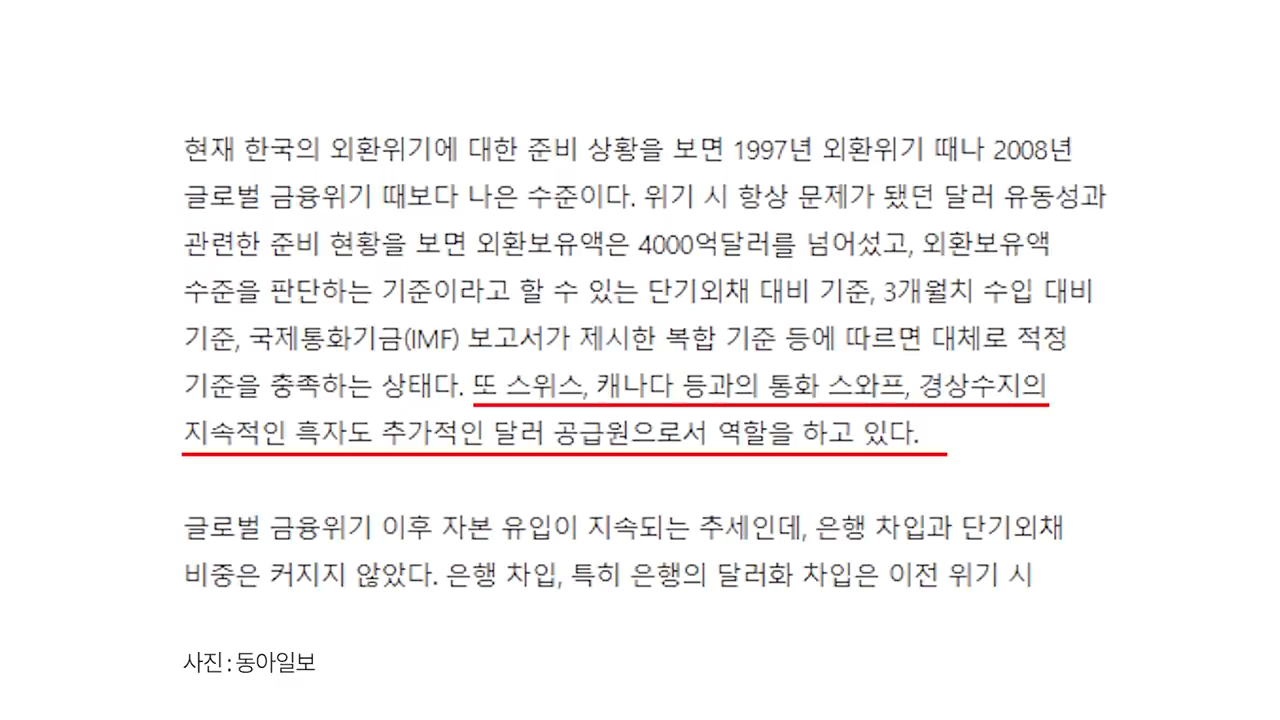 현재 한국의 외환위기에 대한 준비 상황을 보면 1997년 외환위기 때나 2008년
글로벌 금융위기 때보다 나은 수준이다. 위기 시 항상 문제가 됐던 달러 유동성과
관련한 준비 현황을 보면 외환보유액은 4000억달러를 넘어섰고, 외환보유액
수준을 판단하는 기준이라고 할 수 있는 단기외채 대비 기준, 3개월치 수입 대비
기준, 국제통화기금(IMF) 보고서가 제시한 복합 기준 등에 따르면 대체로 적정
기준을 충족하는 상태다. 또 스위스, 캐나다 등과의 통화 스와프, 경상수지의
지속적인 흑자도 추가적인 달러 공급원으로서 역할을 하고 있다.
글로벌 금융위기 이후 자본 유입이 지속되는 추세인데, 은행 차입과 단기외채
비중은 커지지 않았다. 은행 차입, 특히 은행의 달러화 차입은 이전 위기 시
사진 : 동아일보